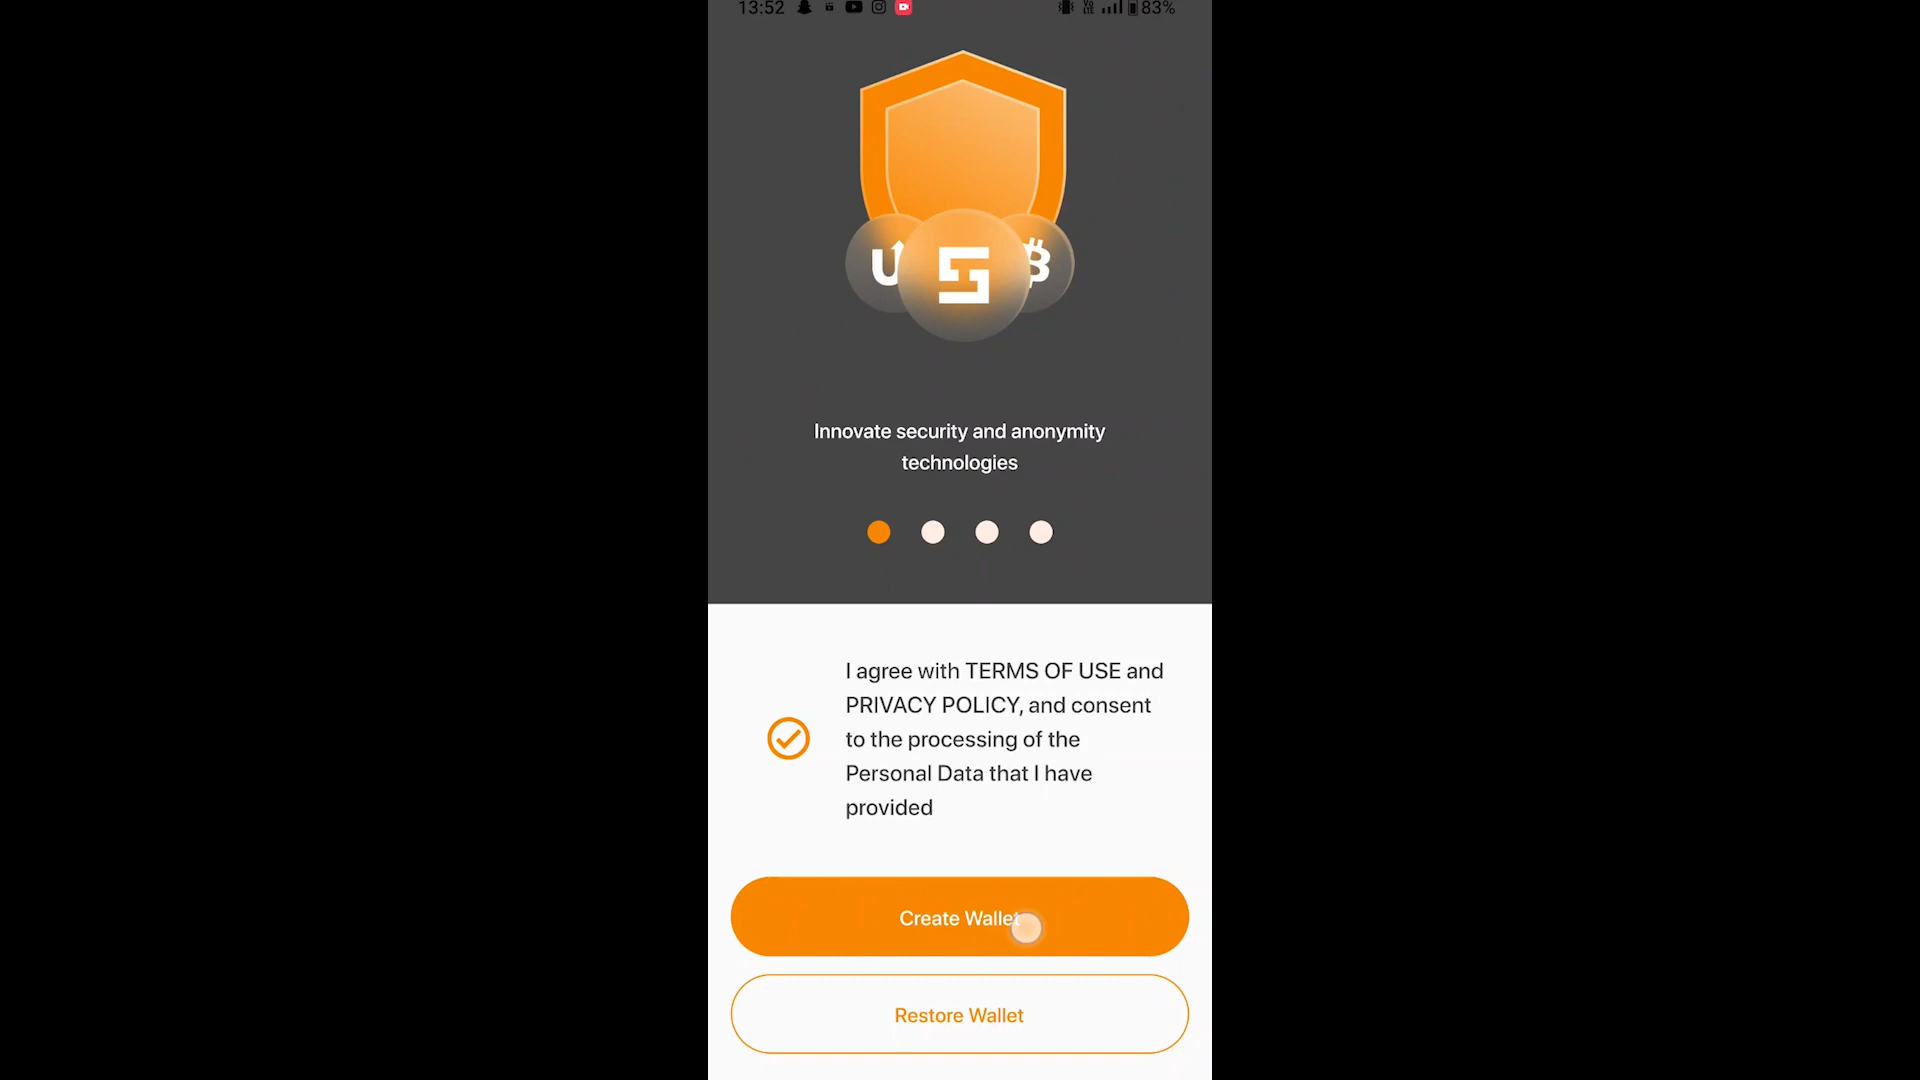 13:52
83%
Innovate security and anonymity
technologies
I agree with TERMS OF USE and
PRIVACY POLICY, and consent
to the processing of the
Personal Data that I have
provided
Create Wallet
Restore Wallet